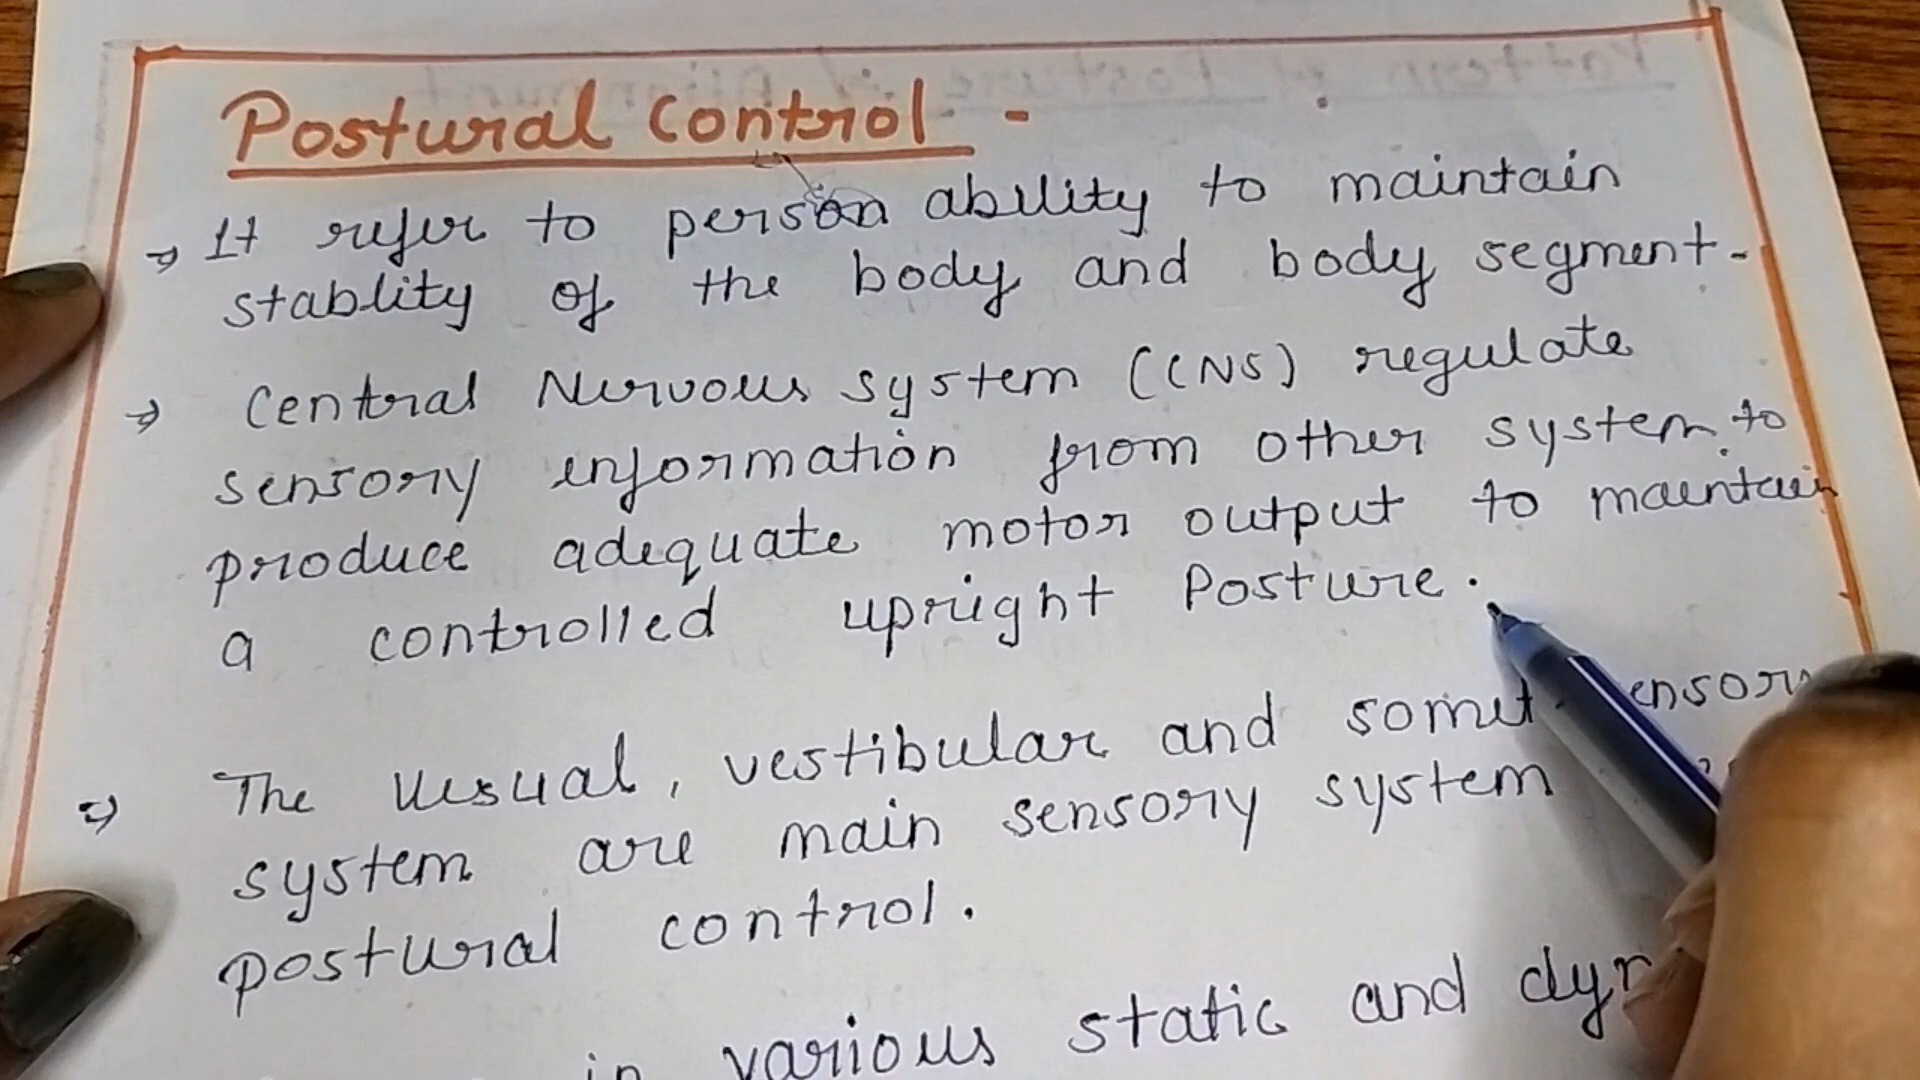 Postural Control -
⇒ It refer to person ability to maintain
stablity of the body and body segment.
⇒ Central Nervous system (CNS) regulate
sensory information from other system to
produce adequate motor output to maintain
a controlled upright Posture.
⇒ The visual, vestibular and
system are main sensory system
postural control.
in various static and